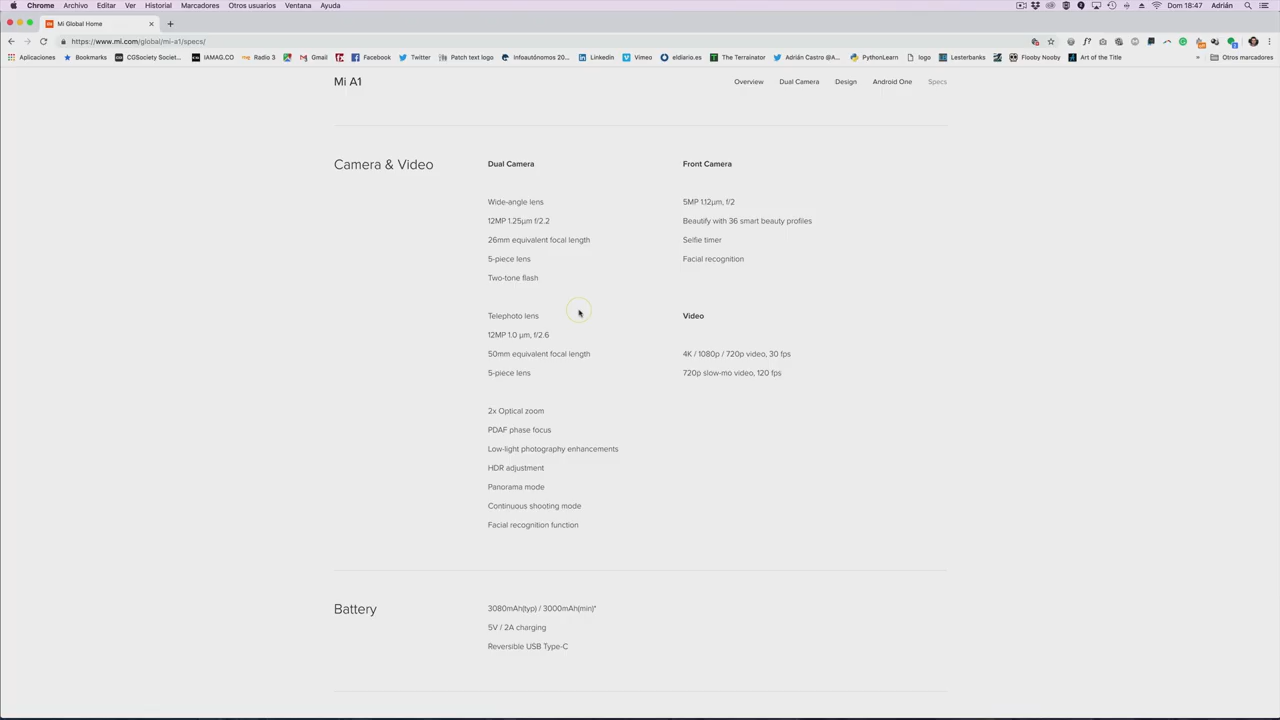 Chrome Archivo Editar Ver Historial Marcadores Otros usuarios Ventana Ayuda Dom 18:47 Adrián
Mi Global Home
https://www.mi.com/global/mi-a1/specs/
Aplicaciones Bookmarks CGSociety Societ... IAMAG.CO Radio 3 Gmail Facebook Twitter Patch text logo Infoautónomos 20... Linkedin Vimeo eldiario.es The Terrainator Adrián Castro @A... PythonLearn logo Lesterbanks Flooby Nooby Art of the Title » Otros marcadores
Mi A1 Overview Dual Camera Design Android One Specs
Camera & Video
Dual Camera
Wide-angle lens
12MP 1.25μm f/2.2
26mm equivalent focal length
5-piece lens
Two-tone flash
Telephoto lens
12MP 1.0 μm, f/2.6
50mm equivalent focal length
5-piece lens
2x Optical zoom
PDAF phase focus
Low-light photography enhancements
HDR adjustment
Panorama mode
Continuous shooting mode
Facial recognition function
Front Camera
5MP 1.12μm, f/2
Beautify with 36 smart beauty profiles
Selfie timer
Facial recognition
Video
4K / 1080p / 720p video, 30 fps
720p slow-mo video, 120 fps
Battery
3080mAh(typ) / 3000mAh(min)*
5V / 2A charging
Reversible USB Type-C